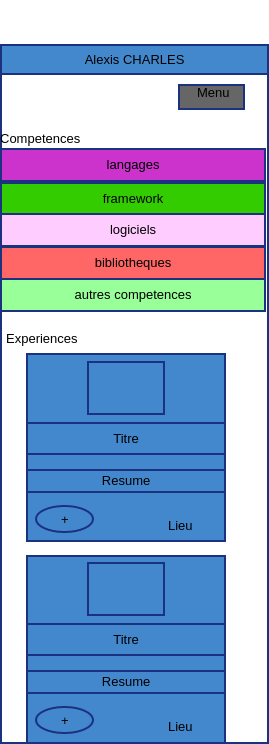 Alexis CHARLES
Menu
Competences
langages
framework
logiciels
bibliotheques
autres competences
Experiences
Titre
Resume
+
Lieu
Titre
Resume
+
Lieu